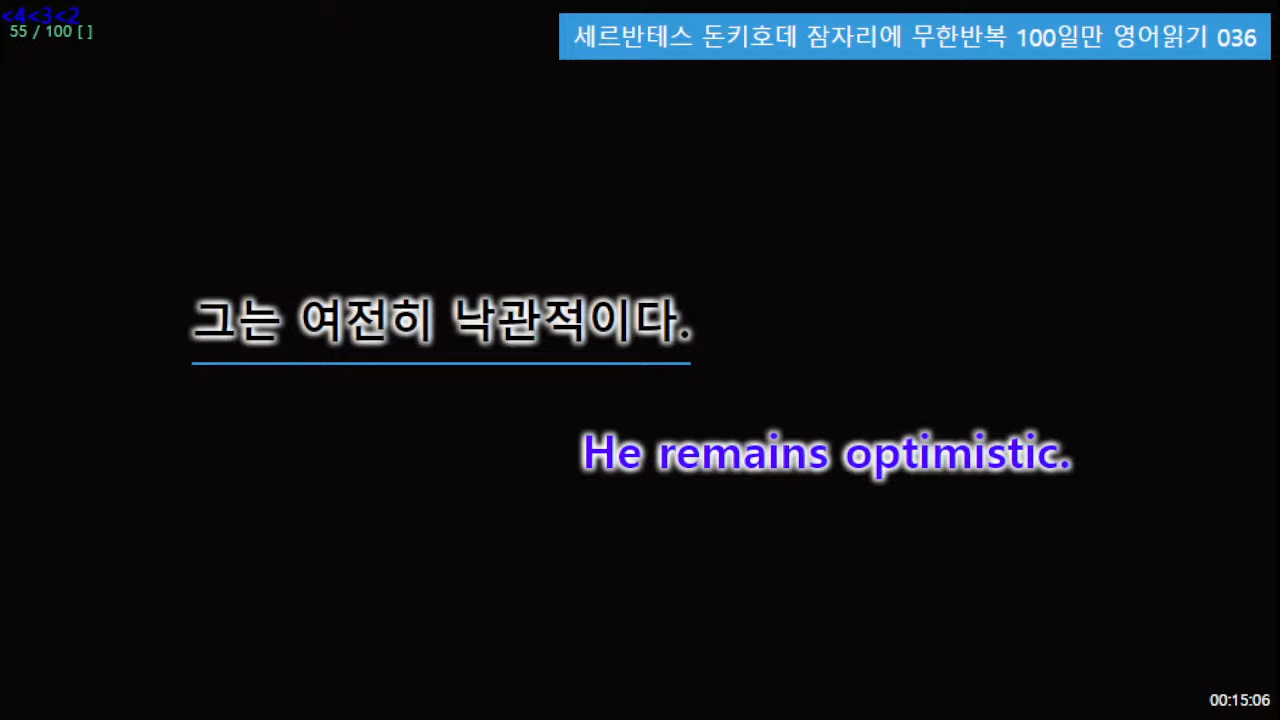 <4<3<2
55 / 100 [ ]
세르반테스 돈키호데 잠자리에 무한반복 100일만 영어읽기 036
그는 여전히 낙관적이다.
He remains optimistic.
00:15:06